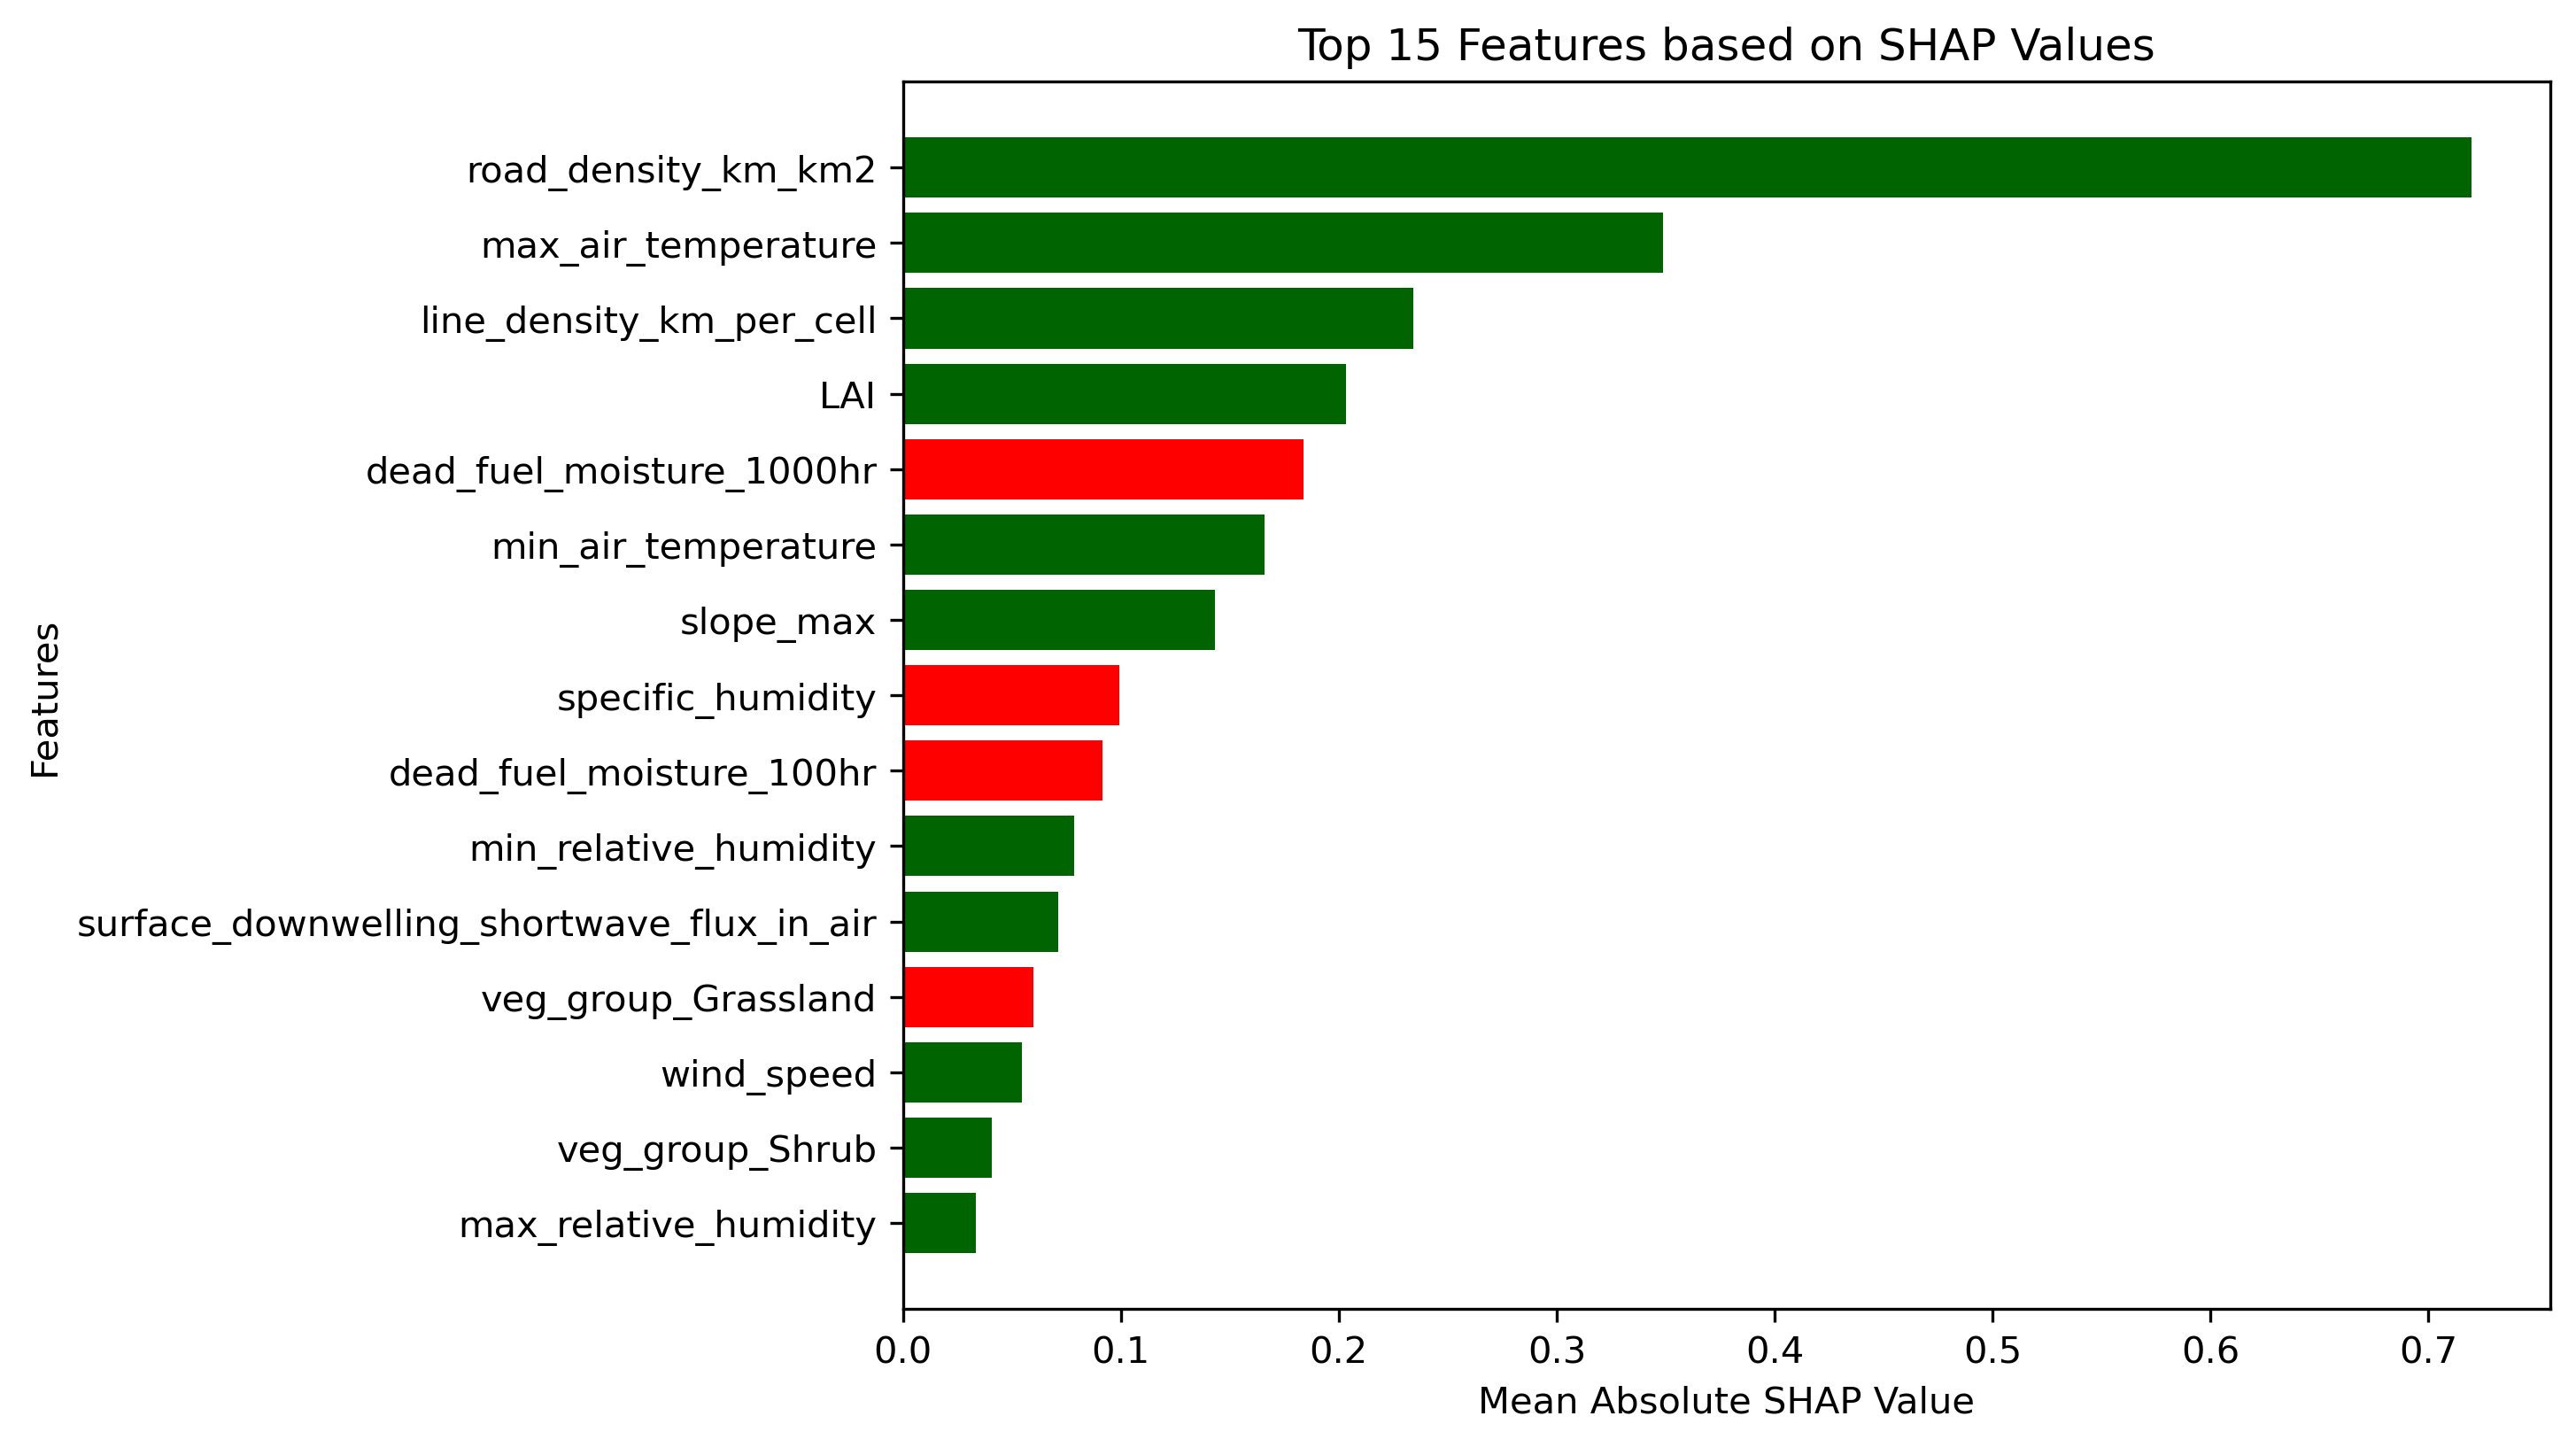 Top 15 Features based on SHAP Values
road_density_km_km2
max_air_temperature
line_density_km_per_cell
LAI
dead_fuel_moisture_1000hr
min_air_temperature
slope_max
specific_humidity
dead_fuel_moisture_100hr
min_relative_humidity
surface_downwelling_shortwave_flux_in_air
veg_group_Grassland
wind_speed
veg_group_Shrub
max_relative_humidity
Features
0.0 0.1 0.2 0.3 0.4 0.5 0.6 0.7
Mean Absolute SHAP Value